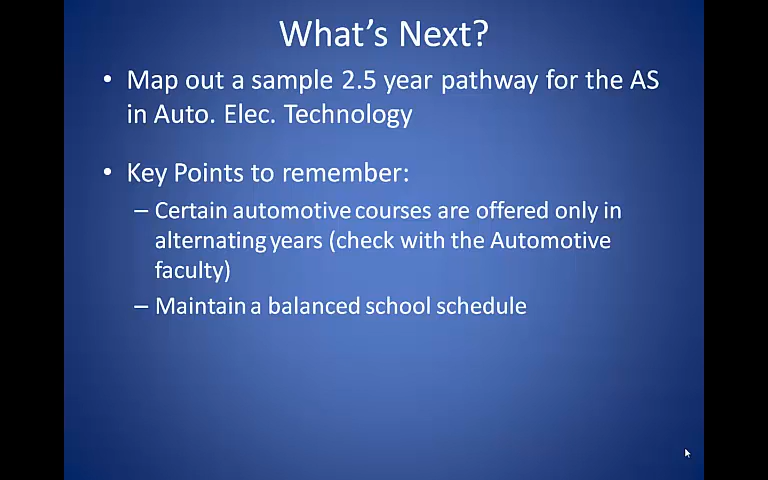 What's Next?
• Map out a sample 2.5 year pathway for the AS
in Auto. Elec. Technology
• Key Points to remember:
– Certain automotive courses are offered only in
alternating years (check with the Automotive
faculty)
– Maintain a balanced school schedule